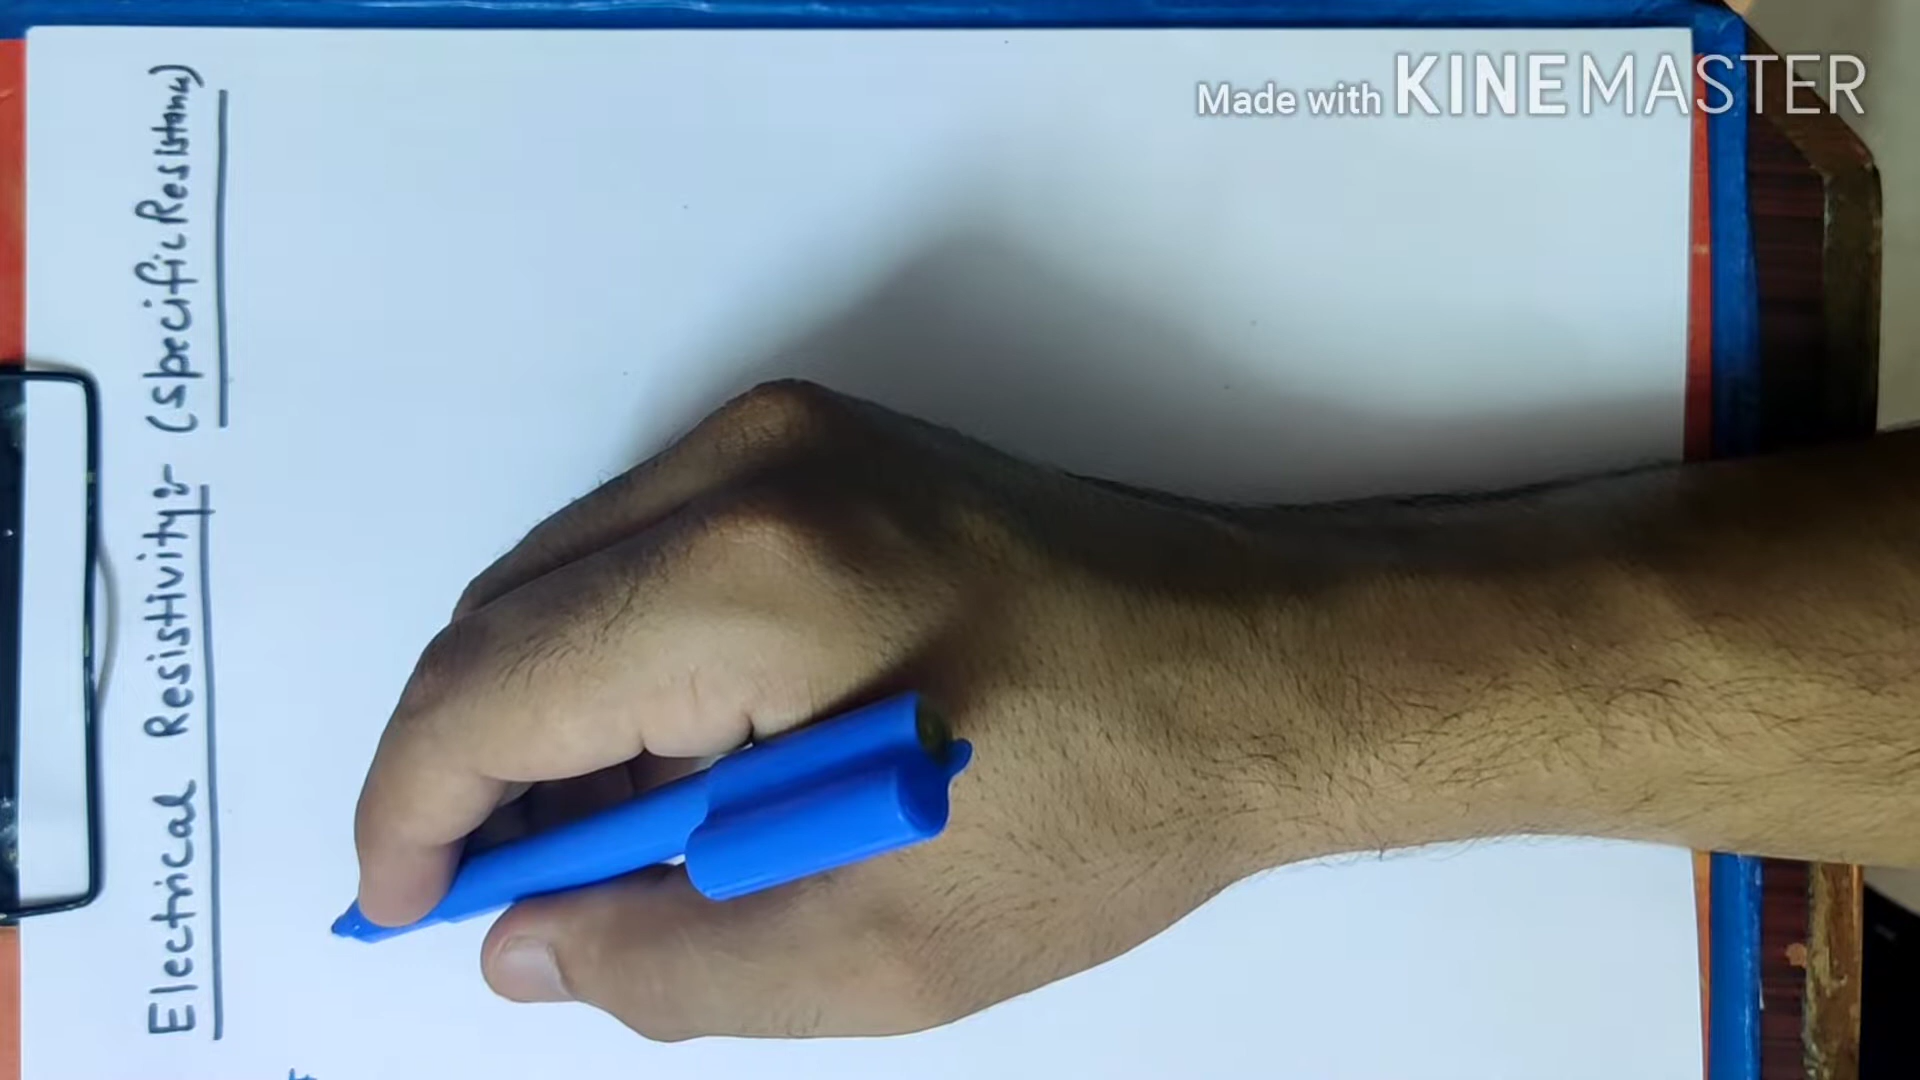 Made with KINEMASTER
Electrical Resistivity:- (Specific Resistance)